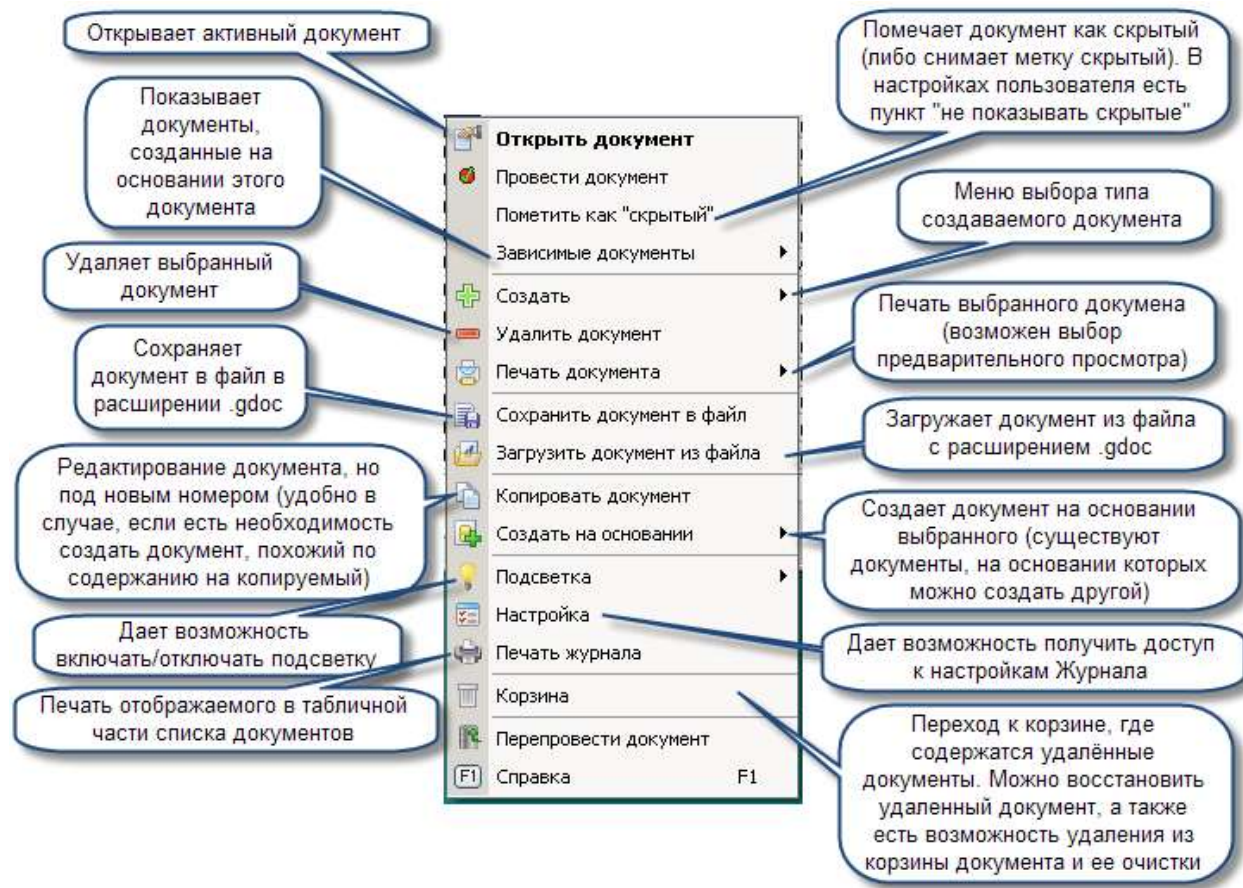 Открывает активный документ
Показывает
документы,
созданные на
основании этого
документа
Удаляет выбранный
документ
Сохраняет
документ в файл в
расширении .gdoc
Редактирование документа, но
под новым номером (удобно в
случае, если есть необходимость
создать документ, похожий по
содержанию на копируемый)
Дает возможность
включать/отключать подсветку
Печать отображаемого в табличной
части списка документов
Открыть документ
Провести документ
Пометить как "скрытый"
Зависимые документы
Создать
Удалить документ
Печать документа
Сохранить документ в файл
Загрузить документ из файла
Копировать документ
Создать на основании
Подсветка
Настройка
Печать журнала
Корзина
Перепровести документ
F1 Справка F1
Помечает документ как скрытый
(либо снимает метку скрытый). В
настройках пользователя есть
пункт "не показывать скрытые"
Меню выбора типа
создаваемого документа
Печать выбранного докумена
(возможен выбор
предварительного просмотра)
Загружает документ из файла
с расширением .gdoc
Создает документ на основании
выбранного (существуют
документы, на основании которых
можно создать другой)
Дает возможность получить доступ
к настройкам Журнала
Переход к корзине, где
содержатся удалённые
документы. Можно восстановить
удаленный документ, а также
есть возможность удаления из
корзины документа и ее очистки